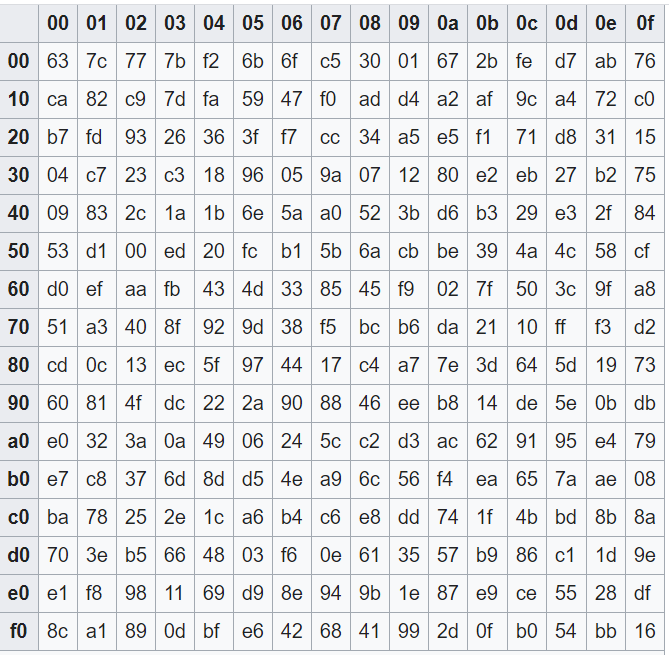 00 01 02 03 04 05 06 07 08 09 0a 0b 0c 0d 0e 0f
00 63 7c 77 7b f2 6b 6f c5 30 01 67 2b fe d7 ab 76
10 ca 82 c9 7d fa 59 47 f0 ad d4 a2 af 9c a4 72 c0
20 b7 fd 93 26 36 3f f7 cc 34 a5 e5 f1 71 d8 31 15
30 04 c7 23 c3 18 96 05 9a 07 12 80 e2 eb 27 b2 75
40 09 83 2c 1a 1b 6e 5a a0 52 3b d6 b3 29 e3 2f 84
50 53 d1 00 ed 20 fc b1 5b 6a cb be 39 4a 4c 58 cf
60 d0 ef aa fb 43 4d 33 85 45 f9 02 7f 50 3c 9f a8
70 51 a3 40 8f 92 9d 38 f5 bc b6 da 21 10 ff f3 d2
80 cd 0c 13 ec 5f 97 44 17 c4 a7 7e 3d 64 5d 19 73
90 60 81 4f dc 22 2a 90 88 46 ee b8 14 de 5e 0b db
a0 e0 32 3a 0a 49 06 24 5c c2 d3 ac 62 91 95 e4 79
b0 e7 c8 37 6d 8d d5 4e a9 6c 56 f4 ea 65 7a ae 08
c0 ba 78 25 2e 1c a6 b4 c6 e8 dd 74 1f 4b bd 8b 8a
d0 70 3e b5 66 48 03 f6 0e 61 35 57 b9 86 c1 1d 9e
e0 e1 f8 98 11 69 d9 8e 94 9b 1e 87 e9 ce 55 28 df
f0 8c a1 89 0d bf e6 42 68 41 99 2d 0f b0 54 bb 16